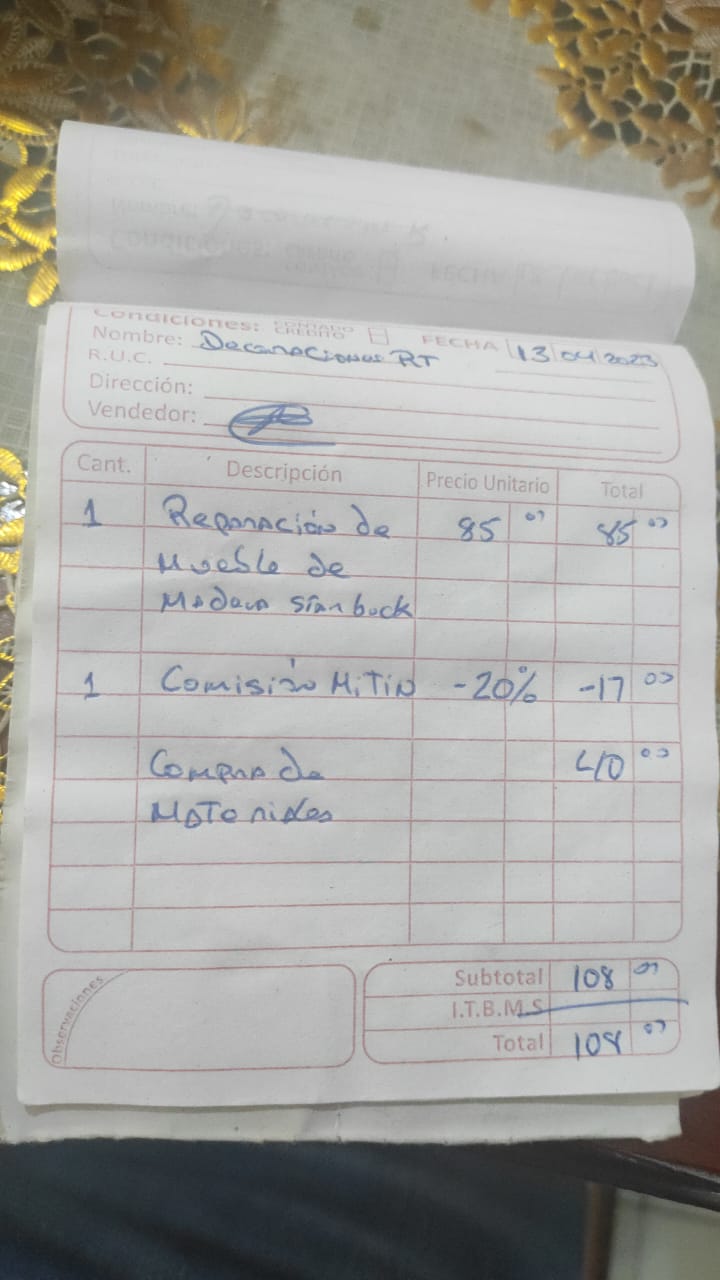 Condiciones: CONTADO CREDITO FECHA 13 04 2023
Nombre: Decoraciones RT
R.U.C.
Dirección:
Vendedor:
Cant. Descripción Precio Unitario Total
1 Reparación de 85 00 85 00
Mueble de
Madera Starbuck
1 Comisión MiTiN -20% -17 00
Compra de 40 00
Materiales
Observaciones
Subtotal 108 00
I.T.B.M.S
Total 108 00